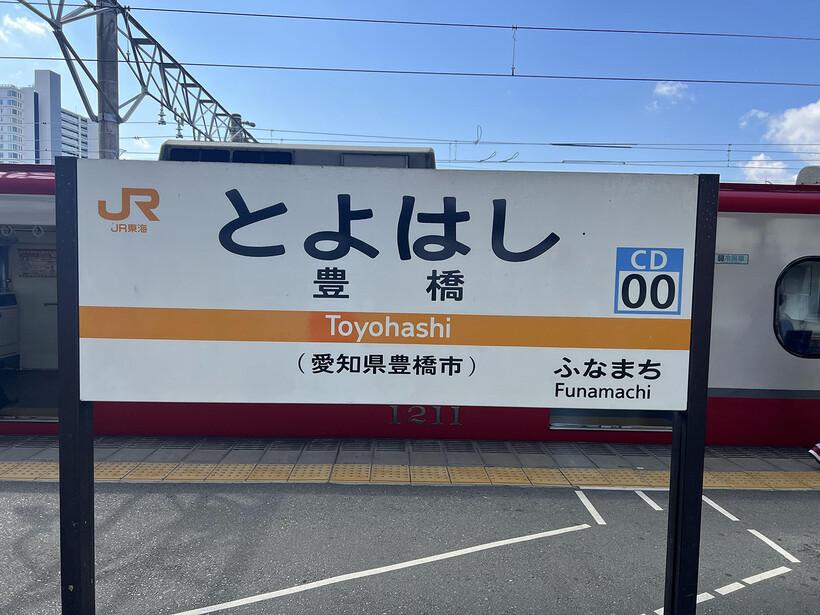 JR
JR東海
とよはし
豊橋
CD
00
Toyohashi
(愛知県豊橋市)
ふなまち
Funamachi
1211